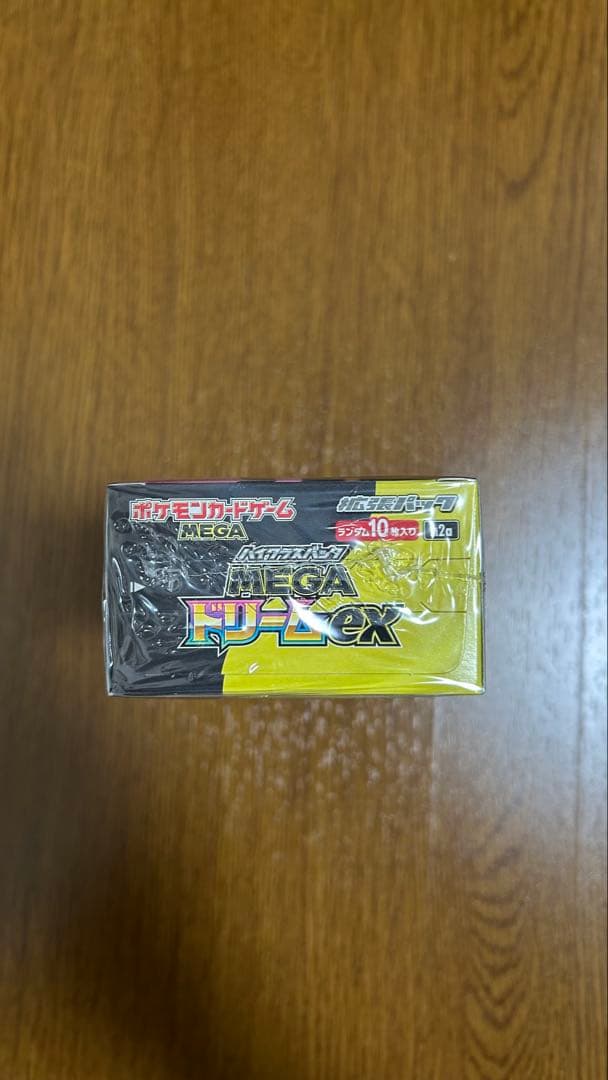 ポケモンカードゲーム
MEGA
拡張パック
ランダム10枚入り
m2a
ハイクラスパック
MEGA
ドリームex